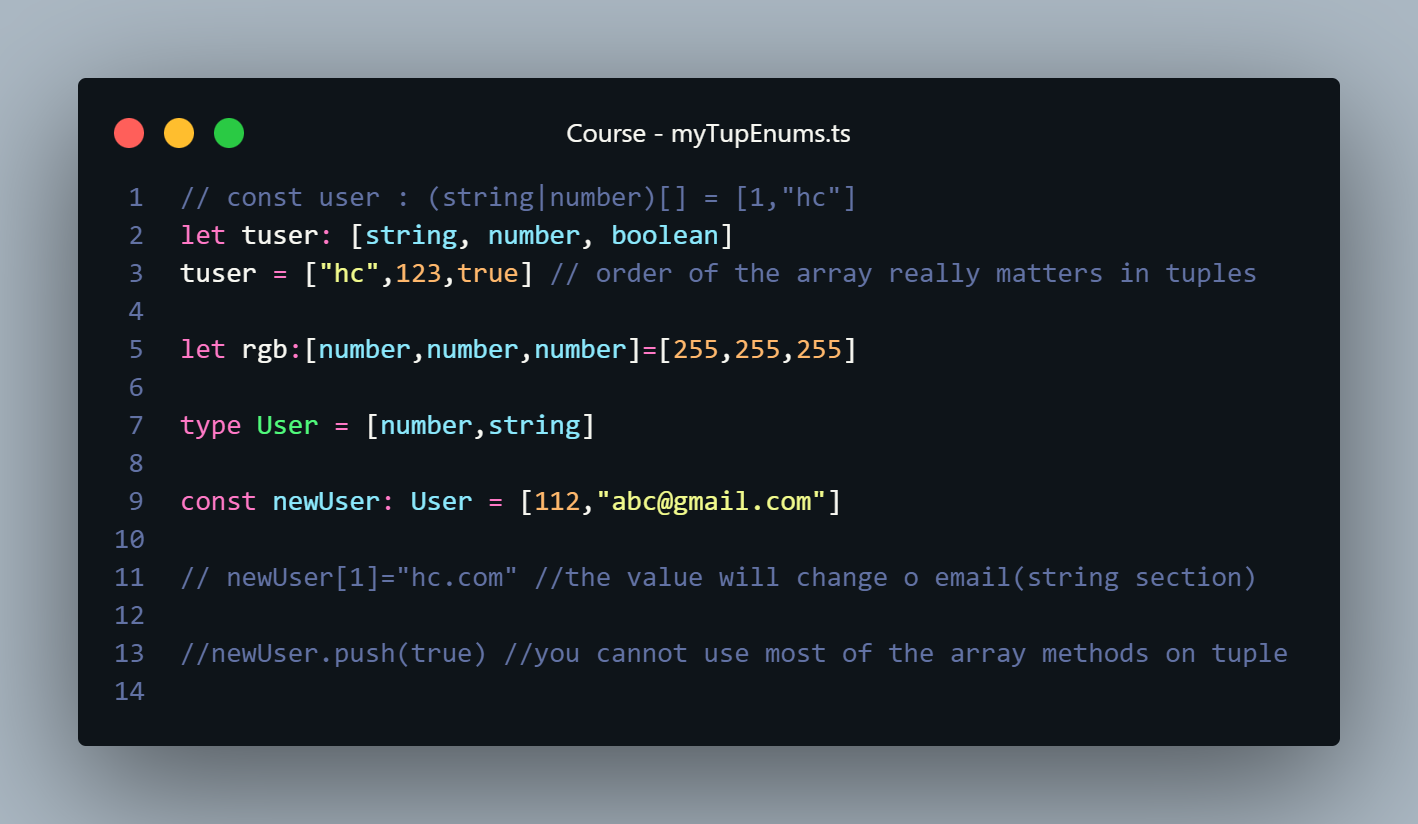 Course - myTupEnums.ts
1 // const user : (string|number)[] = [1,"hc"]
2 let tuser: [string, number, boolean]
3 tuser = ["hc",123,true] // order of the array really matters in tuples
4
5 let rgb:[number,number,number]=[255,255,255]
6
7 type User = [number,string]
8
9 const newUser: User = [112,"abc@gmail.com"]
10
11 // newUser[1]="hc.com" //the value will change o email(string section)
12
13 //newUser.push(true) //you cannot use most of the array methods on tuple
14